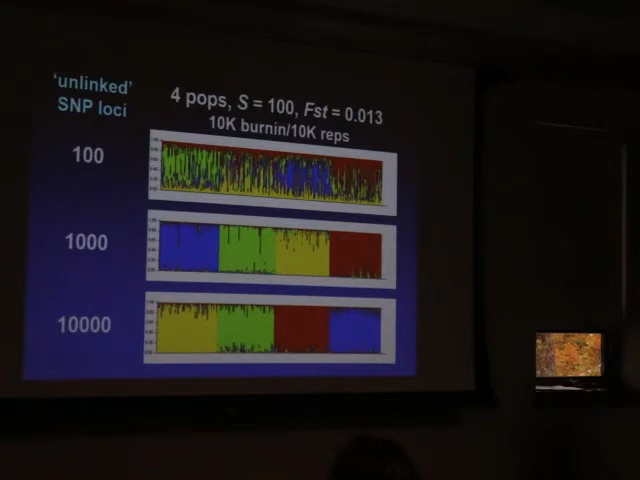 'unlinked'
SNP loci
4 pops, S = 100, Fst = 0.013
10K burnin/10K reps
100
1000
10000